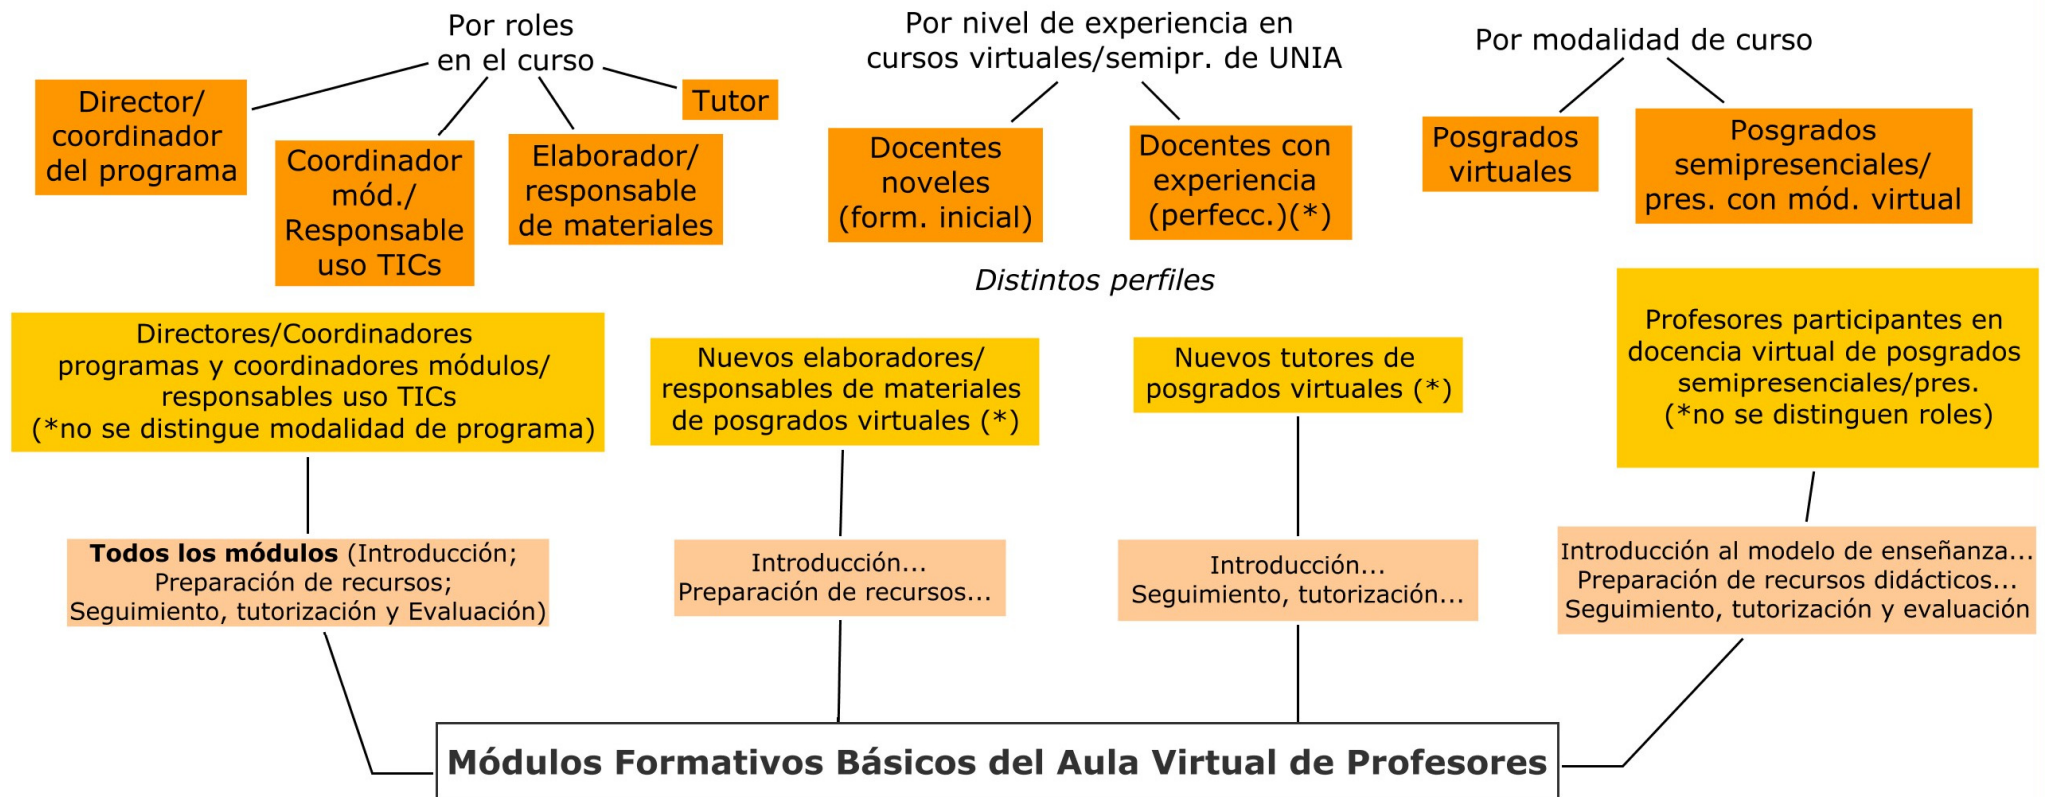 Por roles
en el curso
Por nivel de experiencia en
cursos virtuales/semipr. de UNIA
Por modalidad de curso
Director/
coordinador
del programa
Coordinador
mód./
Responsable
uso TICs
Elaborador/
responsable
de materiales
Tutor
Docentes
noveles
(form. inicial)
Docentes con
experiencia
(perfecc.)(*)
Posgrados
virtuales
Posgrados
semipresenciales/
pres. con mód. virtual
Distintos perfiles
Directores/Coordinadores
programas y coordinadores módulos/
responsables uso TICs
(*no se distingue modalidad de programa)
Nuevos elaboradores/
responsables de materiales
de posgrados virtuales (*)
Nuevos tutores de
posgrados virtuales (*)
Profesores participantes en
docencia virtual de posgrados
semipresenciales/pres.
(*no se distinguen roles)
Todos los módulos (Introducción;
Preparación de recursos;
Seguimiento, tutorización y Evaluación)
Introducción...
Preparación de recursos...
Introducción...
Seguimiento, tutorización...
Introducción al modelo de enseñanza...
Preparación de recursos didácticos...
Seguimiento, tutorización y evaluación
Módulos Formativos Básicos del Aula Virtual de Profesores